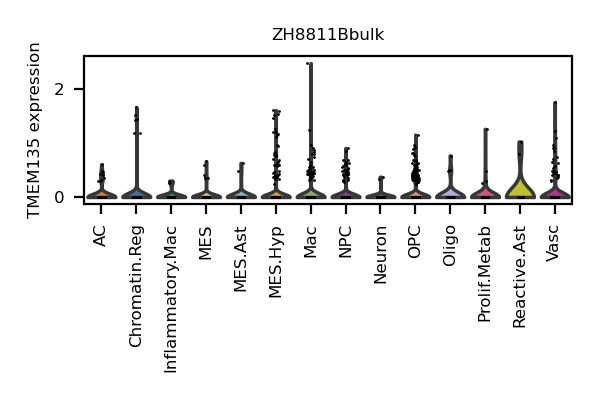 ZH8811Bbulk
TMEM135 expression
2
0
AC
Chromatin.Reg
Inflammatory.Mac
MES
MES.Ast
MES.Hyp
Mac
NPC
Neuron
OPC
Oligo
Prolif.Metab
Reactive.Ast
Vasc